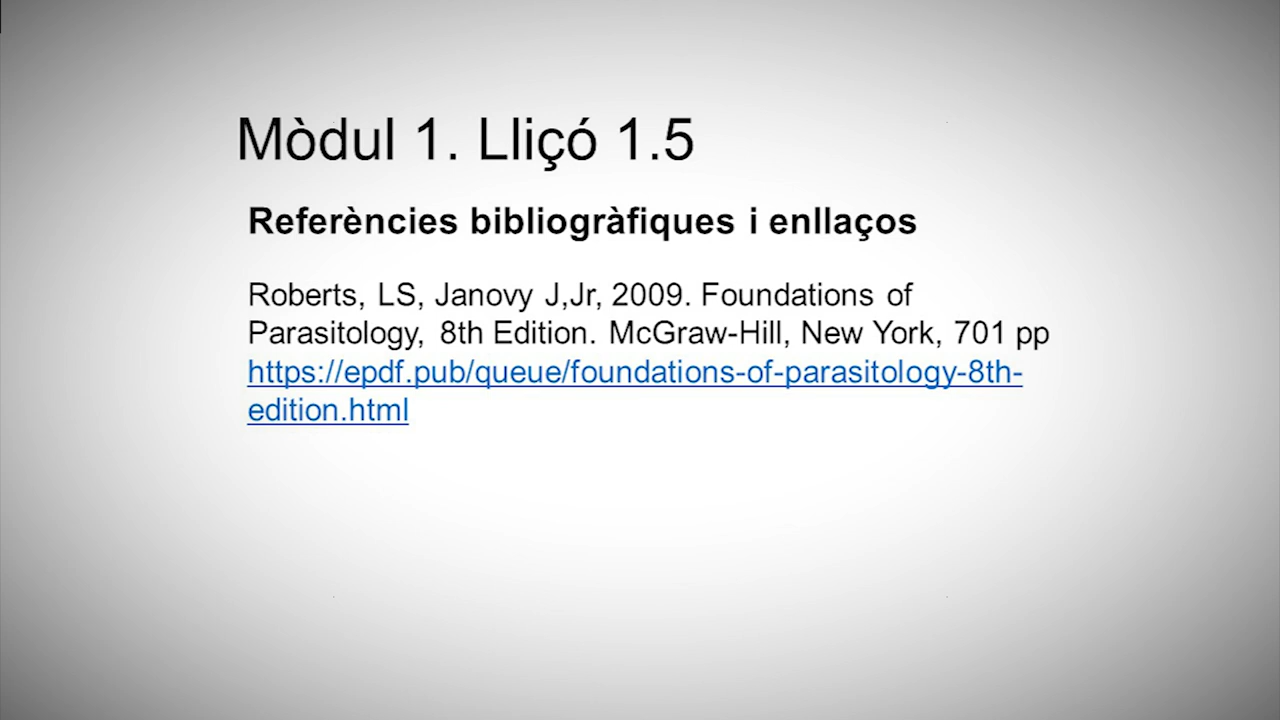 Mòdul 1. Lliçó 1.5
Referències bibliogràfiques i enllaços
Roberts, LS, Janovy J,Jr, 2009. Foundations of
Parasitology, 8th Edition. McGraw-Hill, New York, 701 pp
https://epdf.pub/queue/foundations-of-parasitology-8th-
edition.html